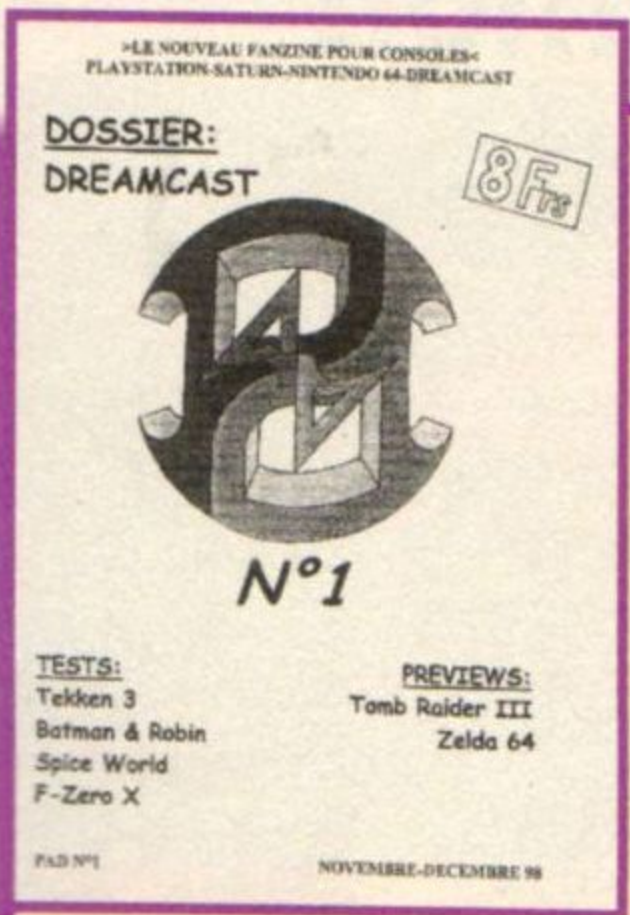 >LE NOUVEAU FANZINE POUR CONSOLES<
PLAYSTATION-SATURN-NINTENDO 64-DREAMCAST
DOSSIER:
DREAMCAST
8 Frs
PAD
N°1
TESTS:
Tekken 3
Batman & Robin
Spice World
F-Zero X
PREVIEWS:
Tomb Raider III
Zelda 64
PAD N°1
NOVEMBRE-DECEMBRE 98